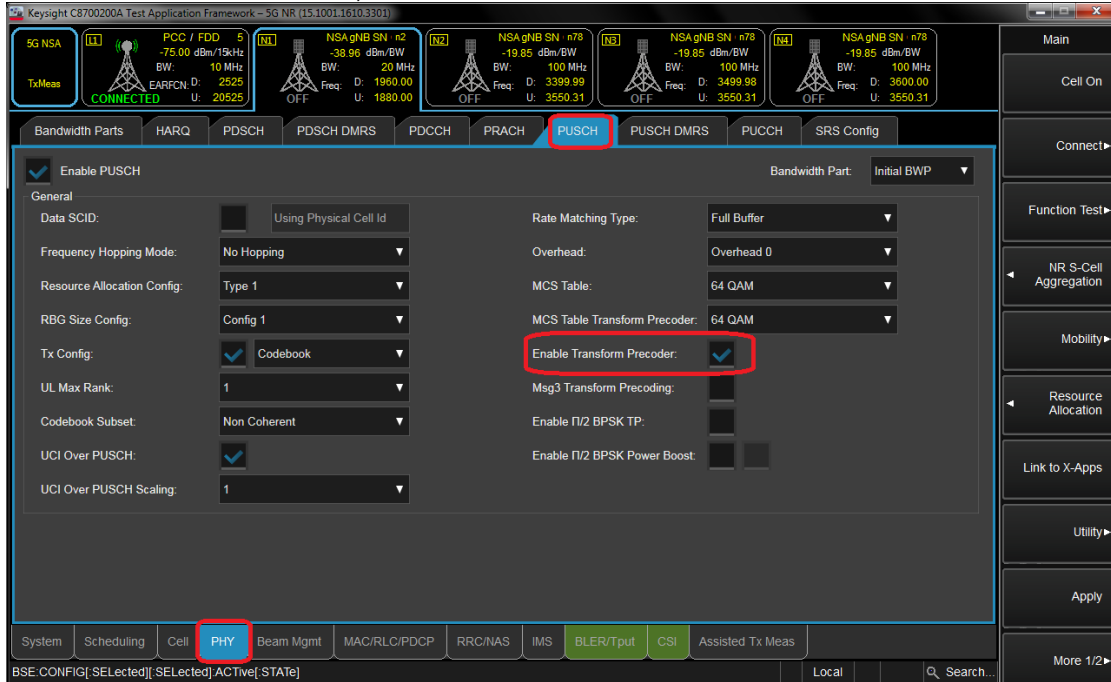 Keysight C8700200A Test Application Framework – 5G NR (15.1001.1610.3301)
5G NSA
TxMeas
L1
PCC / FDD 5
-75.00 dBm/15kHz
BW: 10 MHz
EARFCN: D: 2525
CONNECTED U: 20525
N1
NSA gNB SN · n2
-38.96 dBm/BW
BW: 20 MHz
Freq: D: 1960.00
OFF U: 1880.00
N2
NSA gNB SN · n78
-19.85 dBm/BW
BW: 100 MHz
Freq: D: 3399.99
OFF U: 3550.31
N3
NSA gNB SN · n78
-19.85 dBm/BW
BW: 100 MHz
Freq: D: 3499.98
OFF U: 3550.31
N4
NSA gNB SN · n78
-19.85 dBm/BW
BW: 100 MHz
Freq: D: 3600.00
OFF U: 3550.31
Bandwidth Parts HARQ PDSCH PDSCH DMRS PDCCH PRACH PUSCH PUSCH DMRS PUCCH SRS Config
Enable PUSCH
Bandwidth Part: Initial BWP
General
Data SCID: Using Physical Cell Id
Frequency Hopping Mode: No Hopping
Resource Allocation Config: Type 1
RBG Size Config: Config 1
Tx Config: Codebook
UL Max Rank: 1
Codebook Subset: Non Coherent
UCI Over PUSCH:
UCI Over PUSCH Scaling: 1
Rate Matching Type: Full Buffer
Overhead: Overhead 0
MCS Table: 64 QAM
MCS Table Transform Precoder: 64 QAM
Enable Transform Precoder:
Msg3 Transform Precoding:
Enable Π/2 BPSK TP:
Enable Π/2 BPSK Power Boost:
System Scheduling Cell PHY Beam Mgmt MAC/RLC/PDCP RRC/NAS IMS BLER/Tput CSI Assisted Tx Meas
BSE:CONFIG[:SELected][:SELected]:ACTive[:STATe]
Local
Search...
Main
Cell On
Connect
Function Test
NR S-Cell
Aggregation
Mobility
Resource
Allocation
Link to X-Apps
Utility
Apply
More 1/2